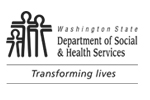 Washington State
Department of Social
& Health Services
Transforming lives